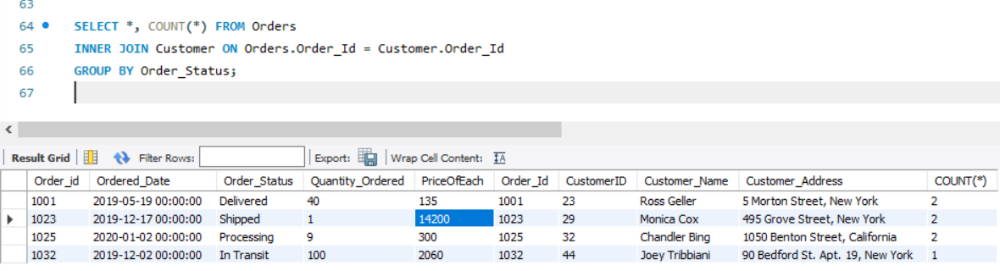 63
64 SELECT *, COUNT(*) FROM Orders
65 INNER JOIN Customer ON Orders.Order_Id = Customer.Order_Id
66 GROUP BY Order_Status;
67
Result Grid Filter Rows: Export: Wrap Cell Content:
Order_id Ordered_Date Order_Status Quantity_Ordered PriceOfEach Order_Id CustomerID Customer_Name Customer_Address COUNT(*)
1001 2019-05-19 00:00:00 Delivered 40 135 1001 23 Ross Geller 5 Morton Street, New York 2
1023 2019-12-17 00:00:00 Shipped 1 14200 1023 29 Monica Cox 495 Grove Street, New York 2
1025 2020-01-02 00:00:00 Processing 9 300 1025 32 Chandler Bing 1050 Benton Street, California 2
1032 2019-12-02 00:00:00 In Transit 100 2060 1032 44 Joey Tribbiani 90 Bedford St. Apt. 19, New York 1